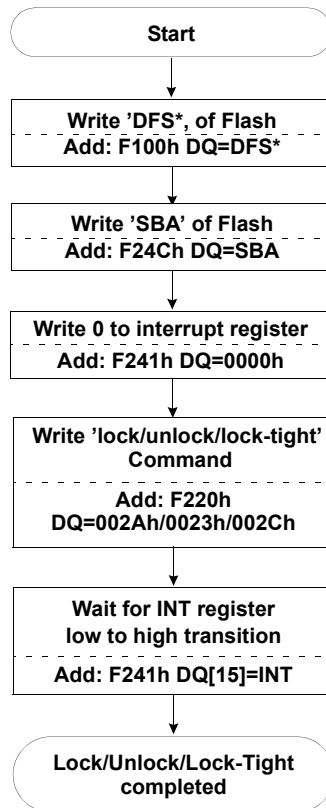 Start
Write ’DFS*, of Flash
Add: F100h DQ=DFS*
Write ’SBA’ of Flash
Add: F24Ch DQ=SBA
Write 0 to interrupt register
Add: F241h DQ=0000h
Write ’lock/unlock/lock-tight’
Command
Add: F220h
DQ=002Ah/0023h/002Ch
Wait for INT register
low to high transition
Add: F241h DQ[15]=INT
Lock/Unlock/Lock-Tight
completed